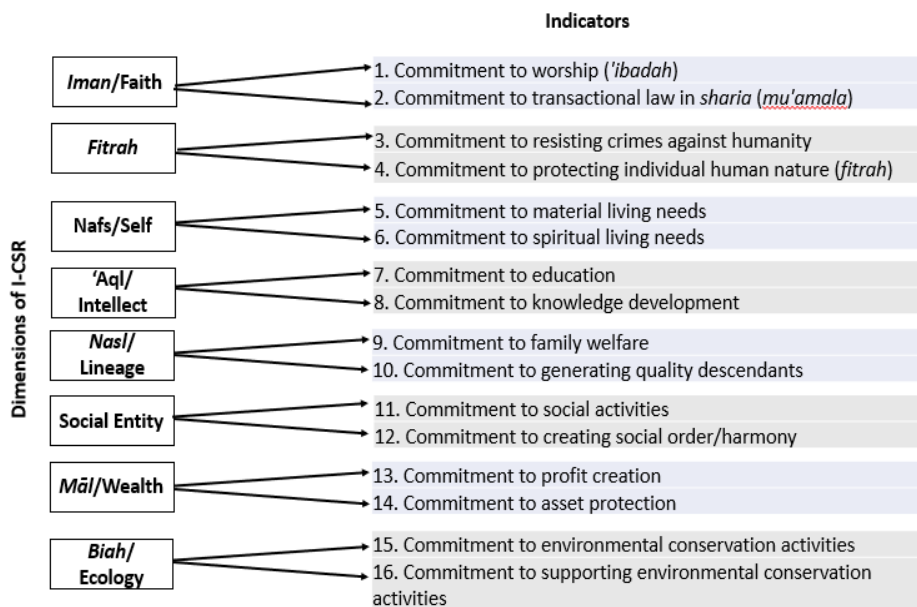 Indicators
Dimensions of I-CSR
Iman/Faith
1. Commitment to worship ('ibadah)
2. Commitment to transactional law in sharia (mu'amala)
Fitrah
3. Commitment to resisting crimes against humanity
4. Commitment to protecting individual human nature (fitrah)
Nafs/Self
5. Commitment to material living needs
6. Commitment to spiritual living needs
‘Aql/
Intellect
7. Commitment to education
8. Commitment to knowledge development
Nasl/
Lineage
9. Commitment to family welfare
10. Commitment to generating quality descendants
Social Entity
11. Commitment to social activities
12. Commitment to creating social order/harmony
Māl/Wealth
13. Commitment to profit creation
14. Commitment to asset protection
Biah/
Ecology
15. Commitment to environmental conservation activities
16. Commitment to supporting environmental conservation
activities